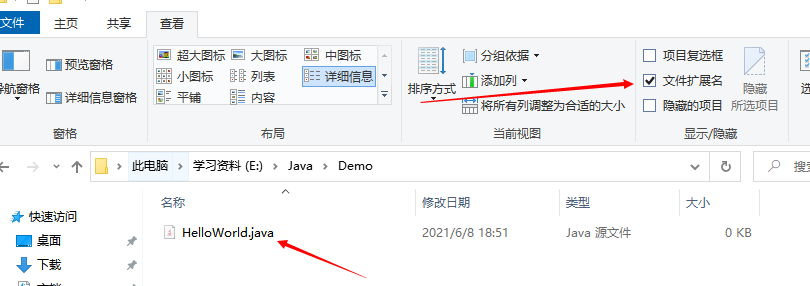 文件 主页 共享 查看
预览窗格 超大图标 大图标 中图标 分组依据 项目复选框
导航窗格 小图标 列表 详细信息 排序方式 添加列 文件扩展名 隐藏
详细信息窗格 平铺 内容 将所有列调整为合适的大小 隐藏的项目 所选项目
窗格 布局 当前视图 显示/隐藏
此电脑 学习资料 (E:) Java Demo 搜索
名称 修改日期 类型 大小
快速访问
HelloWorld.java 2021/6/8 18:51 Java 源文件 0 KB
桌面
下载